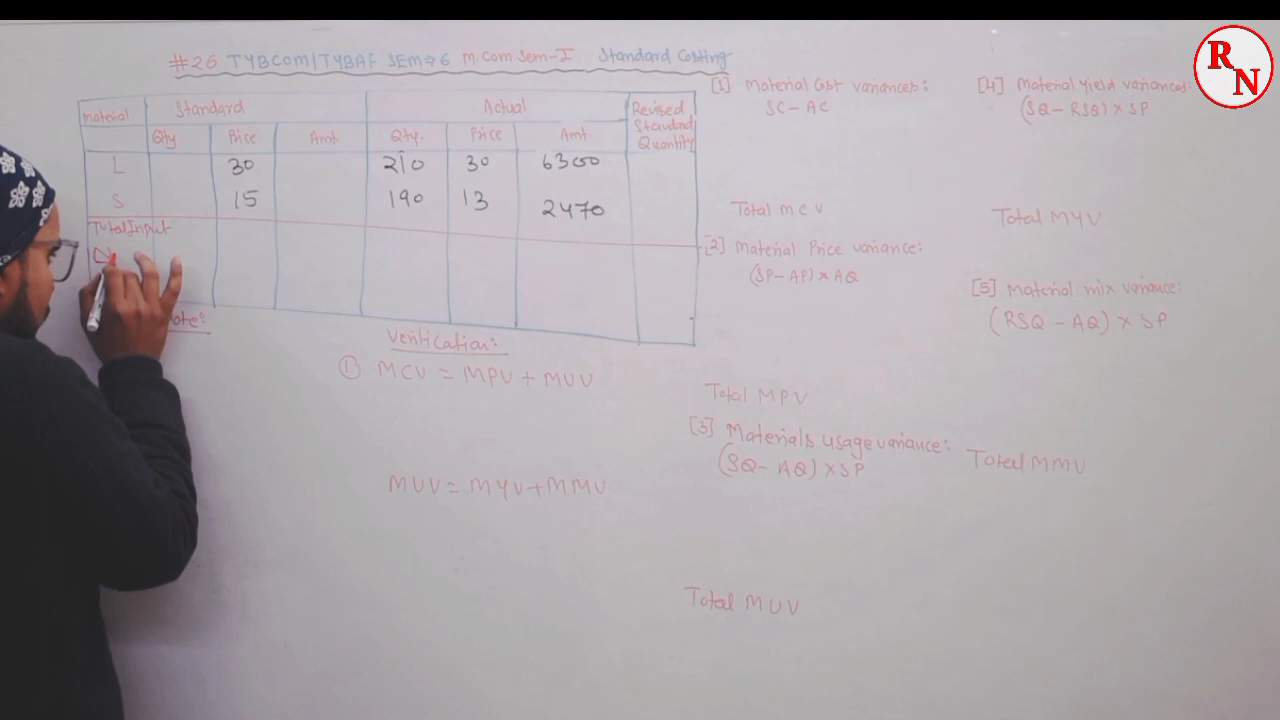 #26 TYBCOM/TYBAF SEM→6 M.COM Sem-I Standard Costing
RN
Material Standard Actual Revised Standard Quantity
Qty Price Amt Qty. Price Amt
L 30 210 30 6300
S 15 190 13 2470
Total Input
Verification:
① MCV = MPV + MUV
MUV = MYV + MMV
[1] Material Cost variances:
SC - AC
Total MCV
[2] Material Price variance:
(SP - AP) × AQ
Total MPV
[3] Materials usage variance:
(SQ - AQ) × SP
Total MUV
[4] Material yield variances:
(SQ - RSQ) × SP
Total MYV
[5] Material mix variance:
(RSQ - AQ) × SP
Total MMV